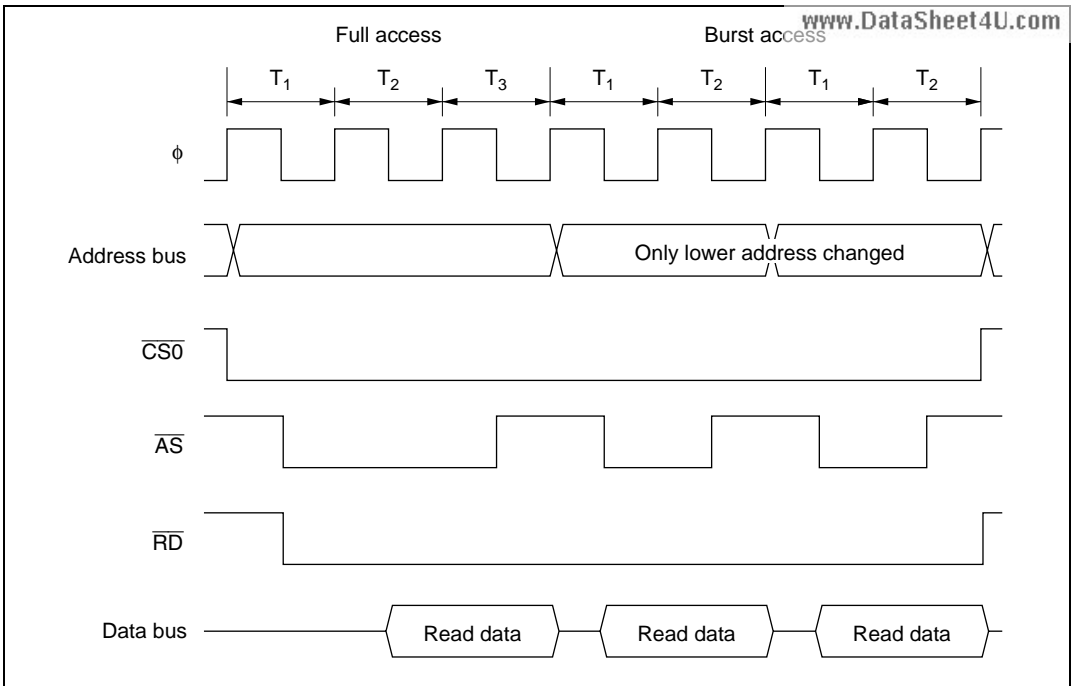 www.DataSheet4U.com
Full access Burst access
T1 T2 T3 T1 T2 T1 T2
ϕ
Address bus Only lower address changed
CS0
AS
RD
Data bus Read data Read data Read data